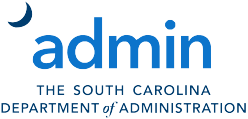 admin
THE SOUTH CAROLINA
DEPARTMENT of ADMINISTRATION